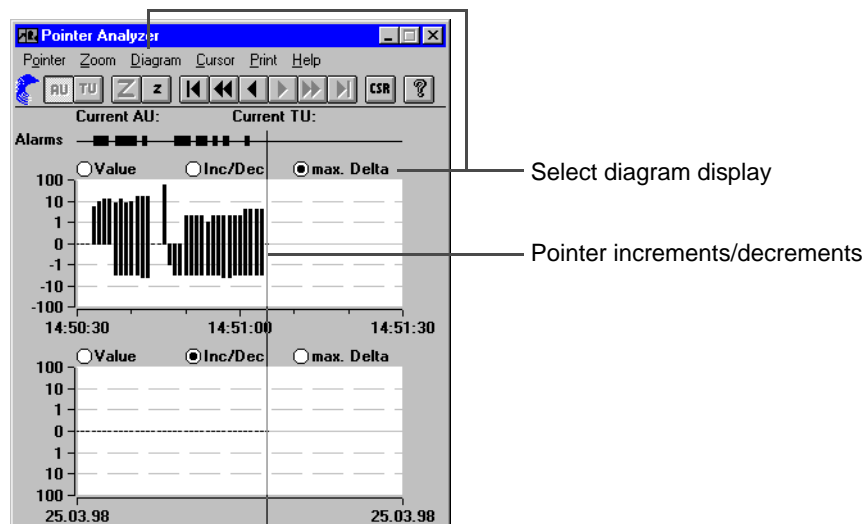 Pointer Analyzer
Pointer Zoom Diagram Cursor Print Help
AU TU Z z CSR ?
Current AU: Current TU:
Alarms
Value Inc/Dec max. Delta
Select diagram display
100
10
1
0
-1
-10
-100
Pointer increments/decrements
14:50:30 14:51:00 14:51:30
Value Inc/Dec max. Delta
100
10
1
0
1
10
100
25.03.98 25.03.98